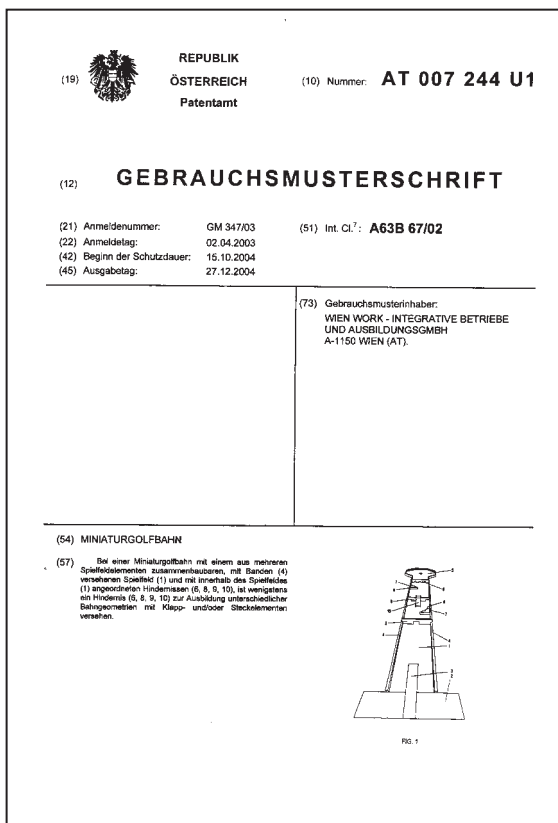 REPUBLIK
(19) ÖSTERREICH
Patentamt
(10) Nummer: AT 007 244 U1
(12) GEBRAUCHSMUSTERSCHRIFT
(21) Anmeldenummer: GM 347/03
(22) Anmeldetag: 02.04.2003
(42) Beginn der Schutzdauer: 15.10.2004
(45) Ausgabetag: 27.12.2004
(51) Int. Cl.7: A63B 67/02
(73) Gebrauchsmusterinhaber:
WIEN WORK - INTEGRATIVE BETRIEBE
UND AUSBILDUNGSGMBH
A-1150 WIEN (AT).
(54) MINIATURGOLFBAHN
(57) Bei einer Miniaturgolfbahn mit einem aus mehreren
Spielfeldelementen zusammenbaubaren, mit Banden (4)
versehenen Spielfeld (1) und mit innerhalb des Spielfeldes
(1) angeordneten Hindernissen (6, 8, 9, 10), ist wenigstens
ein Hindernis (6, 8, 9, 10) zur Ausbildung unterschiedlicher
Bahngeometrien mit Klapp- und/oder Steckelementen
versehen.
FIG. 1